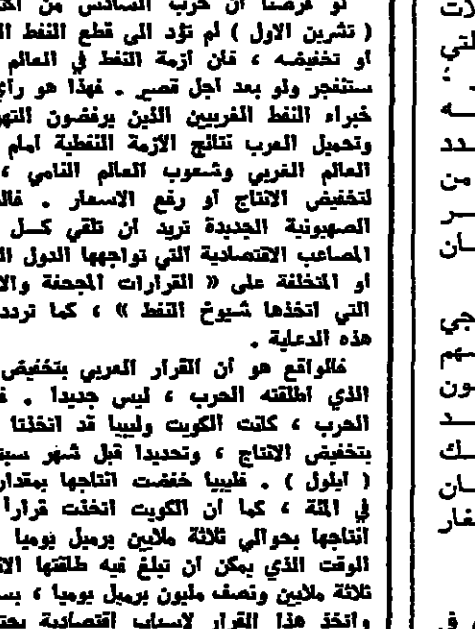 لو فرضنا ان حرب السادس من
( تشرين الاول ) لم تؤد الى قطع النفط
او تخفيضه ، فان ازمة النفط في العالم
ستنفجر ولو بعد اجل قصير . فهذا هو
خبراء النفط الغربيين الذين يرفضون
وتحميل العرب نتائج الازمة النفطية امام
العالم الغربي وشعوب العالم النامي ،
لتخفيض الانتاج او رفع الاسعار .
الصهيونية الجديدة تريد ان تلقي كسل
المصاعب الاقتصادية التي تواجهها الدول
او المتخلفة على « القرارات المجحفة
التي اتخذها شيوخ النفط » ، كما تردد
هذه الدعاية .
فالواقع هو أن القرار العربي بتخفيض
الذي اطلقته الحرب ، ليس جديدا .
الحرب ، كانت الكويت وليبيا قد اتخذتا
بتخفيض الانتاج ، وتحديدا قبل شهر
( ايلول ) . فليبيا خفضت انتاجها بمقدار
في المئة ، كما ان الكويت اتخذت قرارا
انتاجها بحوالي ثلاثة ملايين برميل يوميا
الوقت الذي يمكن ان تبلغ فيه طاقتها
ثلاثة ملايين ونصف مليون برميل يوميا ،
واتخذ هذا القرار لاسباب اقتصادية
التي
من